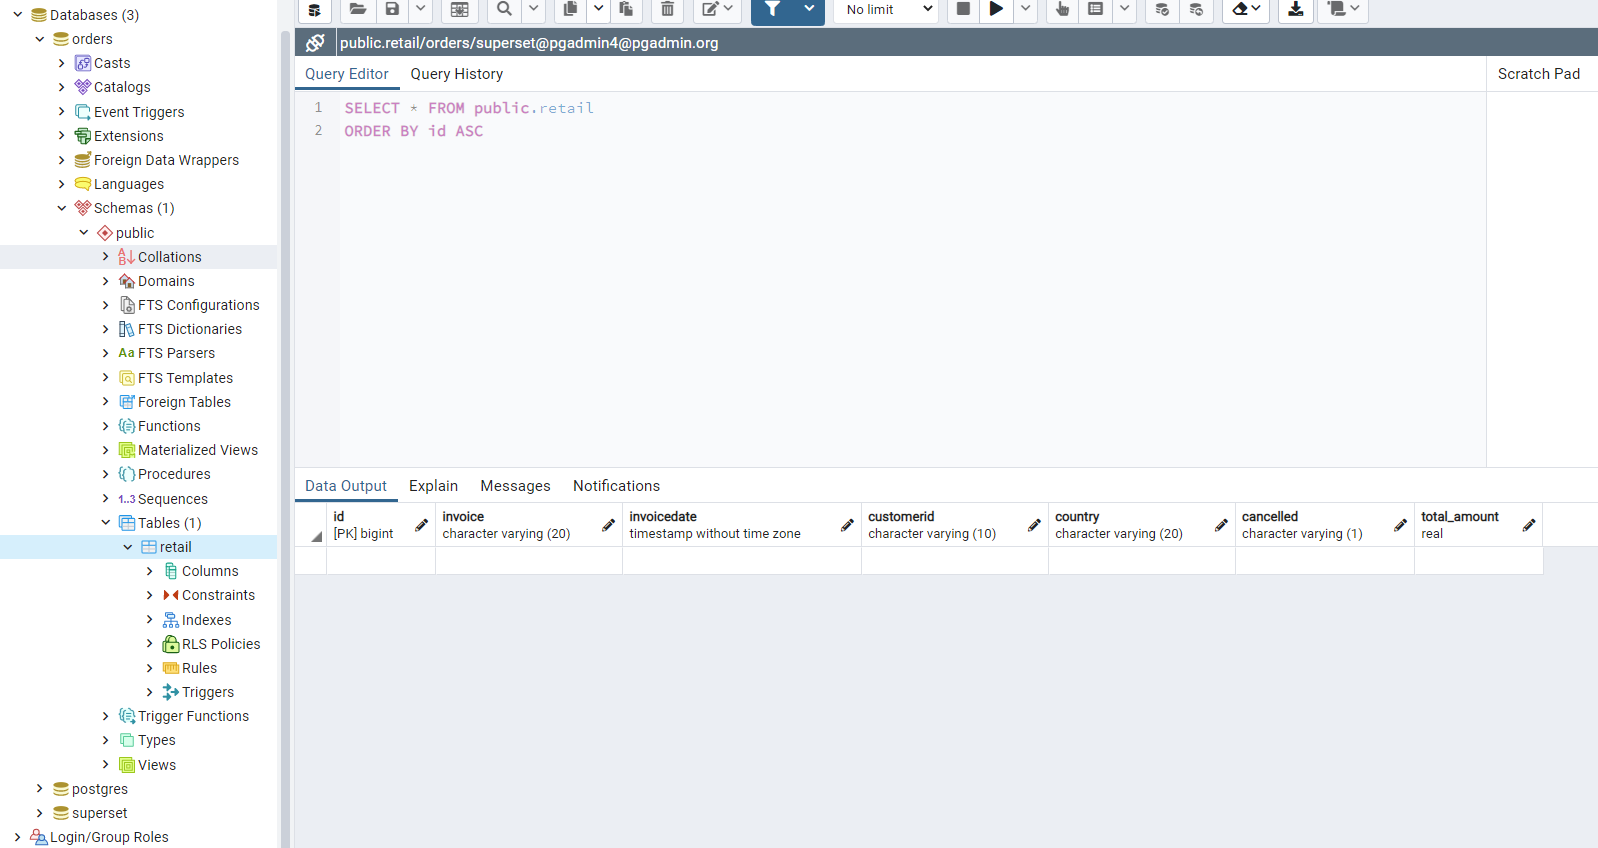 Databases (3)
orders
Casts
Catalogs
Event Triggers
Extensions
Foreign Data Wrappers
Languages
Schemas (1)
public
Collations
Domains
FTS Configurations
FTS Dictionaries
Aa FTS Parsers
FTS Templates
Foreign Tables
Functions
Materialized Views
Procedures
1..3 Sequences
Tables (1)
retail
Columns
Constraints
Indexes
RLS Policies
Rules
Triggers
Trigger Functions
Types
Views
postgres
superset
Login/Group Roles
No limit
public.retail/orders/superset@pgadmin4@pgadmin.org
Query Editor Query History
Scratch Pad
1 SELECT * FROM public.retail
2 ORDER BY id ASC
Data Output Explain Messages Notifications
id invoice invoicedate customerid country cancelled total_amount
[PK] bigint character varying (20) timestamp without time zone character varying (10) character varying (20) character varying (1) real